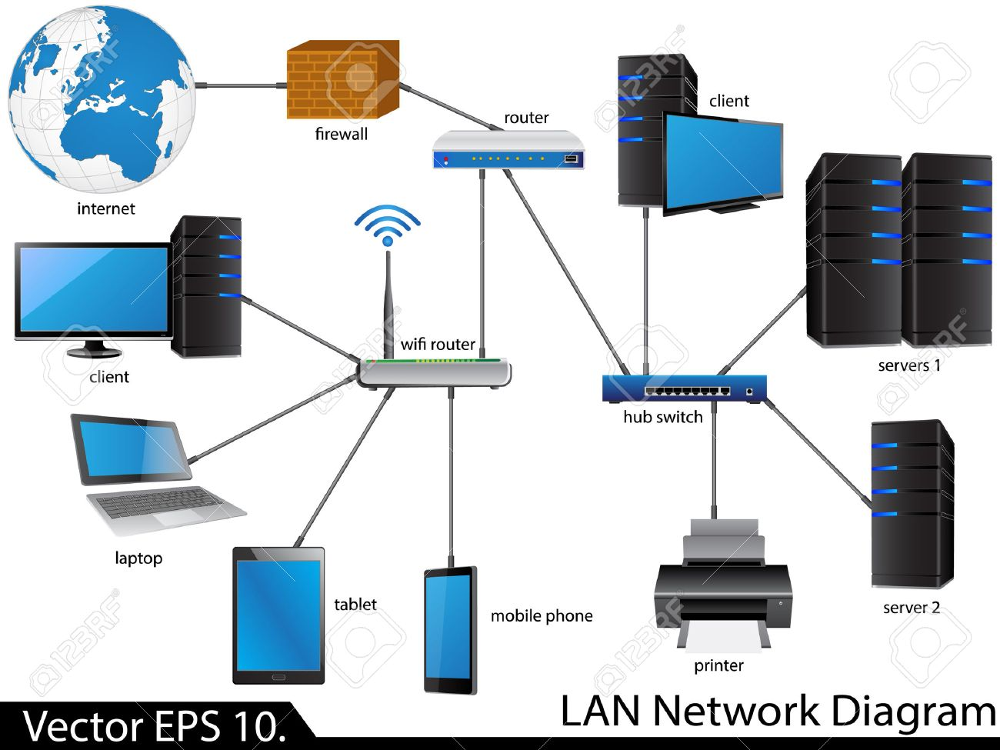 client
router
firewall
internet
servers 1
wifi router
client
hub switch
laptop
tablet
server 2
mobile phone
printer
LAN Network Diagram
Vector EPS 10.
123RF